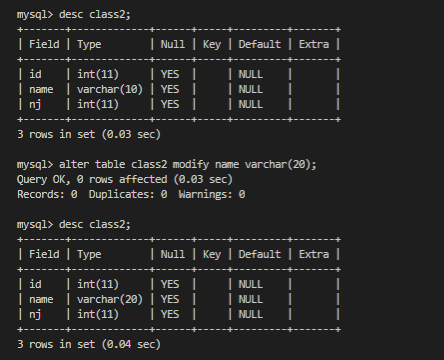 mysql> desc class2;
+-------+-------------+------+-----+---------+-------+
| Field | Type        | Null | Key | Default | Extra |
+-------+-------------+------+-----+---------+-------+
| id    | int(11)     | YES  |     | NULL    |       |
| name  | varchar(10) | YES  |     | NULL    |       |
| nj    | int(11)     | YES  |     | NULL    |       |
+-------+-------------+------+-----+---------+-------+
3 rows in set (0.03 sec)
mysql> alter table class2 modify name varchar(20);
Query OK, 0 rows affected (0.03 sec)
Records: 0  Duplicates: 0  Warnings: 0
mysql> desc class2;
+-------+-------------+------+-----+---------+-------+
| Field | Type        | Null | Key | Default | Extra |
+-------+-------------+------+-----+---------+-------+
| id    | int(11)     | YES  |     | NULL    |       |
| name  | varchar(20) | YES  |     | NULL    |       |
| nj    | int(11)     | YES  |     | NULL    |       |
+-------+-------------+------+-----+---------+-------+
3 rows in set (0.04 sec)